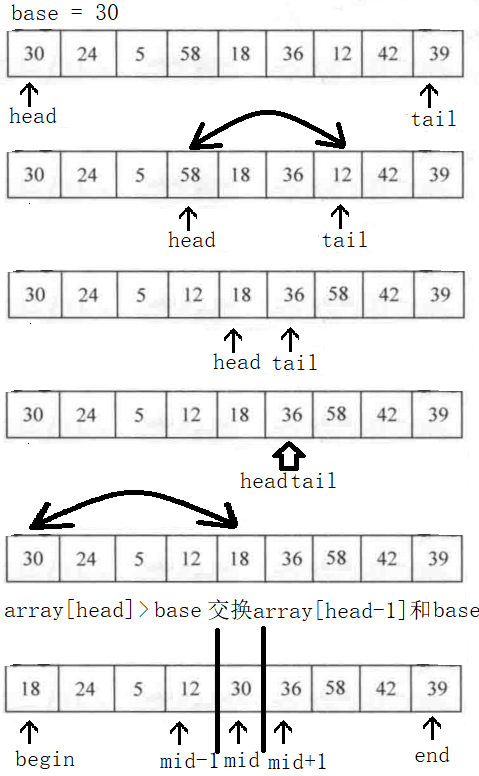 base = 30
30 24 5 58 18 36 12 42 39
head tail
30 24 5 58 18 36 12 42 39
head tail
30 24 5 12 18 36 58 42 39
head tail
30 24 5 12 18 36 58 42 39
headtail
30 24 5 12 18 36 58 42 39
array[head]>base 交换array[head-1]和base
18 24 5 12 30 36 58 42 39
begin mid-1 mid mid+1 end